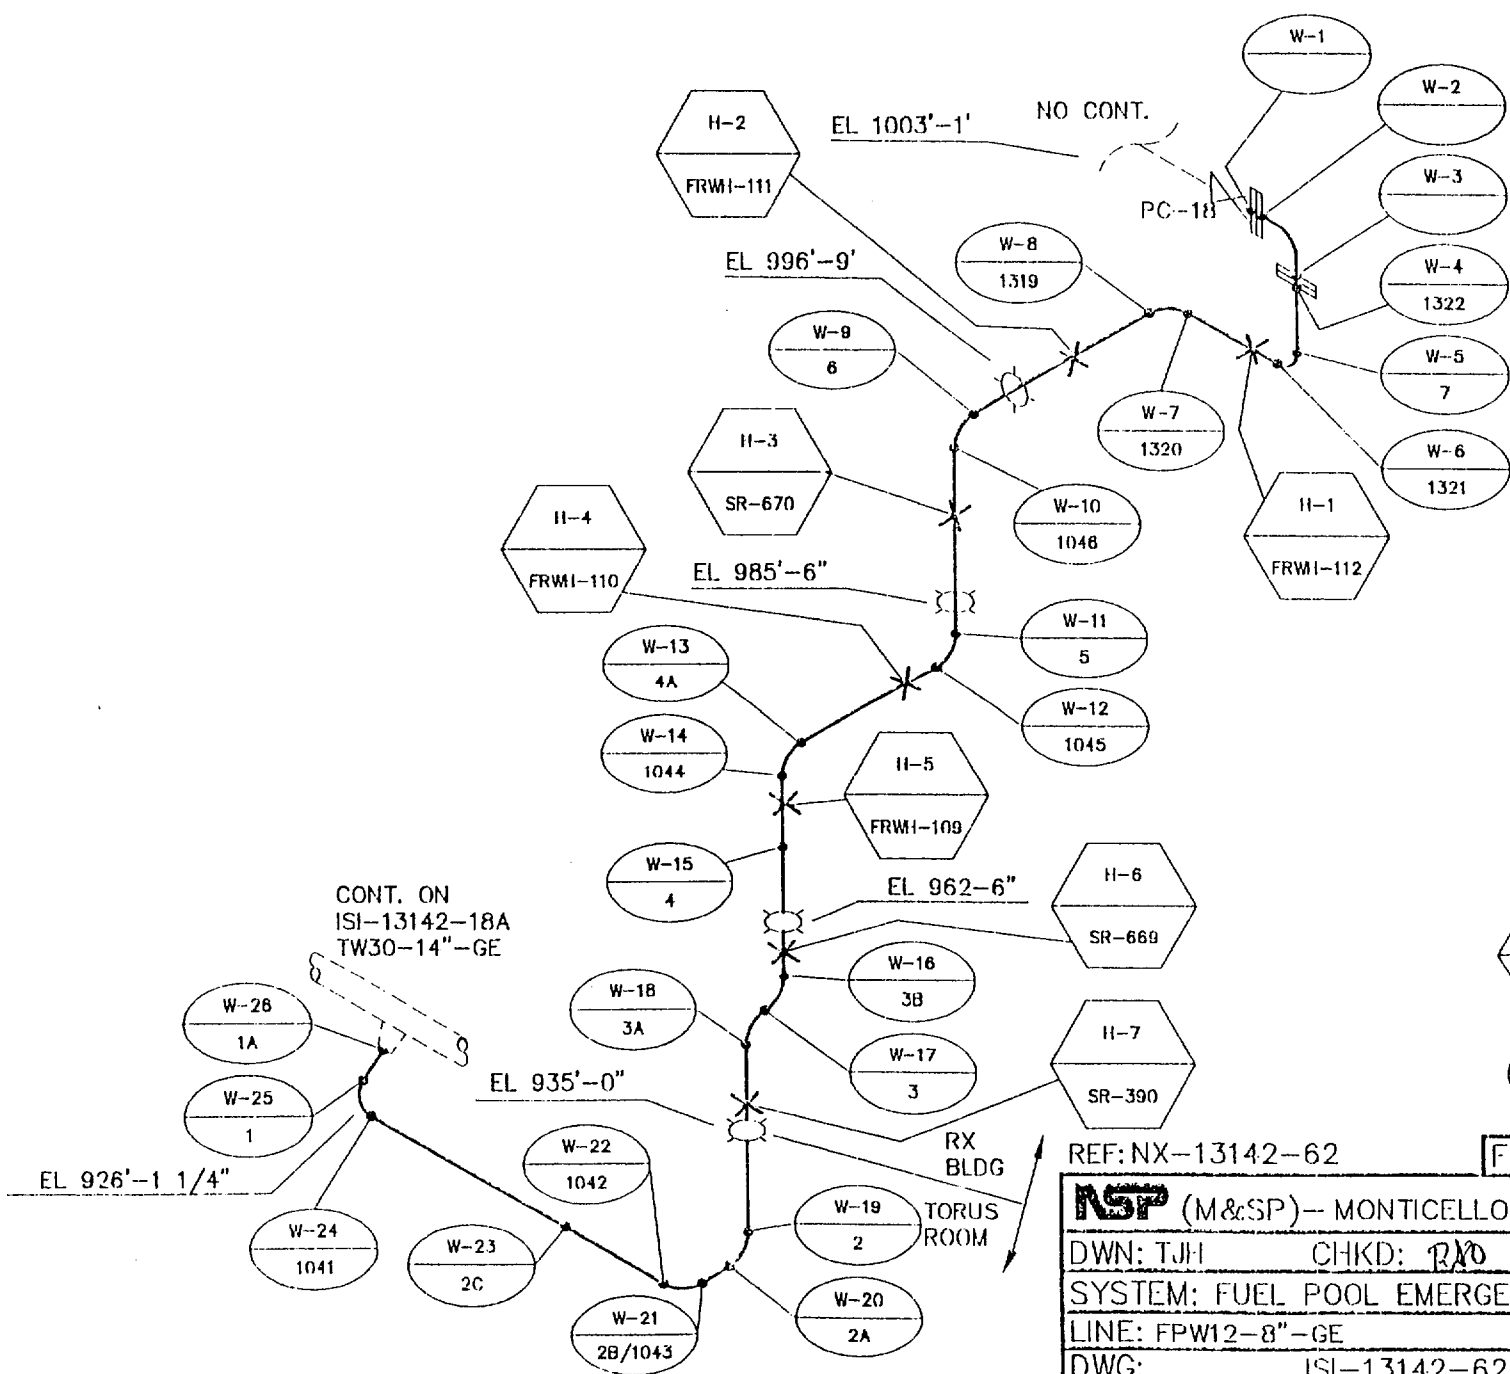 W-1
W-2
H-2
FRWH-111
EL 1003'-1'
NO CONT.
W-3
PC-18
W-8
1319
W-4
1322
EL 996'-9'
W-9
6
W-5
7
H-3
SR-670
W-7
1320
W-6
1321
H-4
FRWH-110
W-10
1046
H-1
FRWH-112
EL 985'-6"
W-11
5
W-13
4A
W-12
1045
W-14
1044
H-5
FRWH-109
W-15
4
EL 962-6"
H-6
SR-669
CONT. ON
ISI-13142-18A
TW30-14"-GE
W-16
3B
W-18
3A
W-26
1A
H-7
SR-390
W-17
3
EL 935'-0"
W-25
1
RX
BLDG
REF: NX-13142-62
F
W-22
1042
EL 926'-1 1/4"
W-19
2
TORUS
ROOM
NSP (M&SP)-- MONTICELLO
W-24
1041
W-23
2C
DWN: TJH CHKD:
SYSTEM: FUEL POOL EMERGE
W-20
2A
W-21
2B/1043
LINE: FPW12-8"-GE
DWG: ISI-13142-62